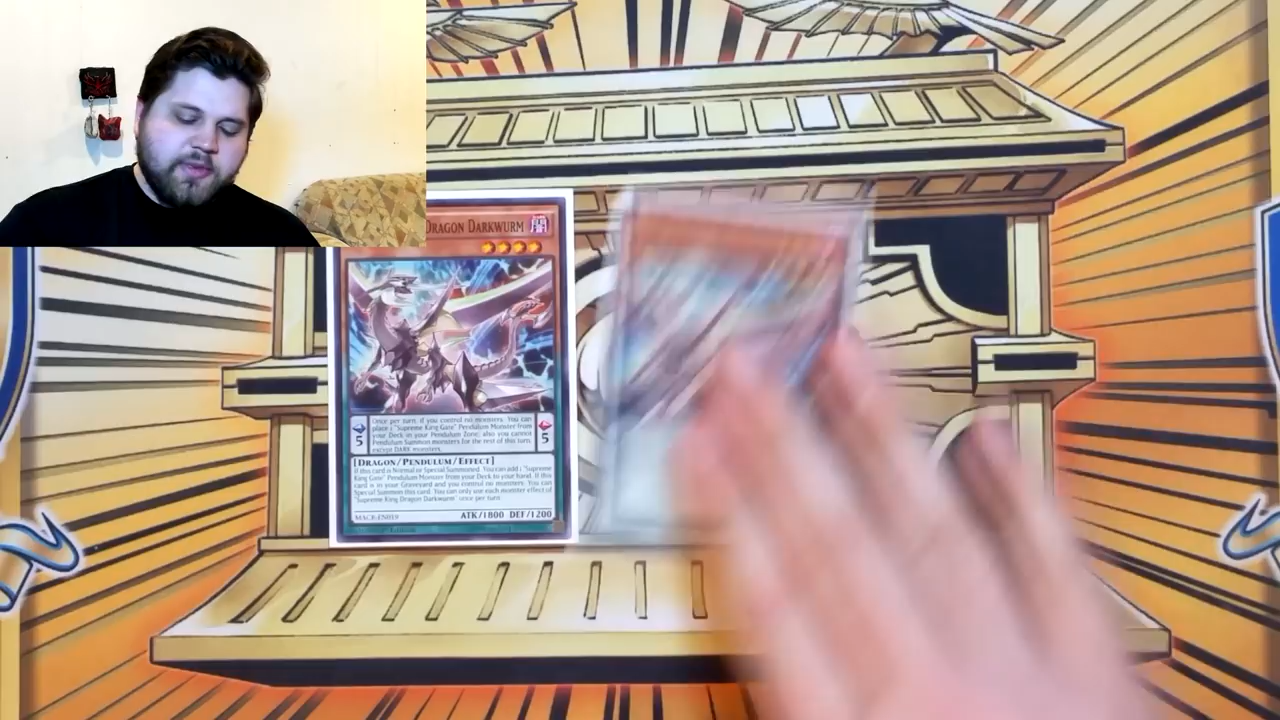 Dragon Darkwurm
5
5
Once per turn, if you control no monsters: You can
place 1 "Supreme King Gate" Pendulum Monster from
your Deck in your Pendulum Zone, also you cannot
Pendulum Summon monsters for the rest of this turn,
except DARK monsters.
[Dragon/Pendulum/Effect]
If this card is Normal or Special Summoned: You can add 1 "Supreme
King Gate" Pendulum Monster from your Deck to your hand. If this
card is in your Graveyard and you control no monsters: You can
Special Summon this card. You can only use each monster effect of
"Supreme King Dragon Darkwurm" once per turn.
MACR-EN019
ATK/1800 DEF/1200